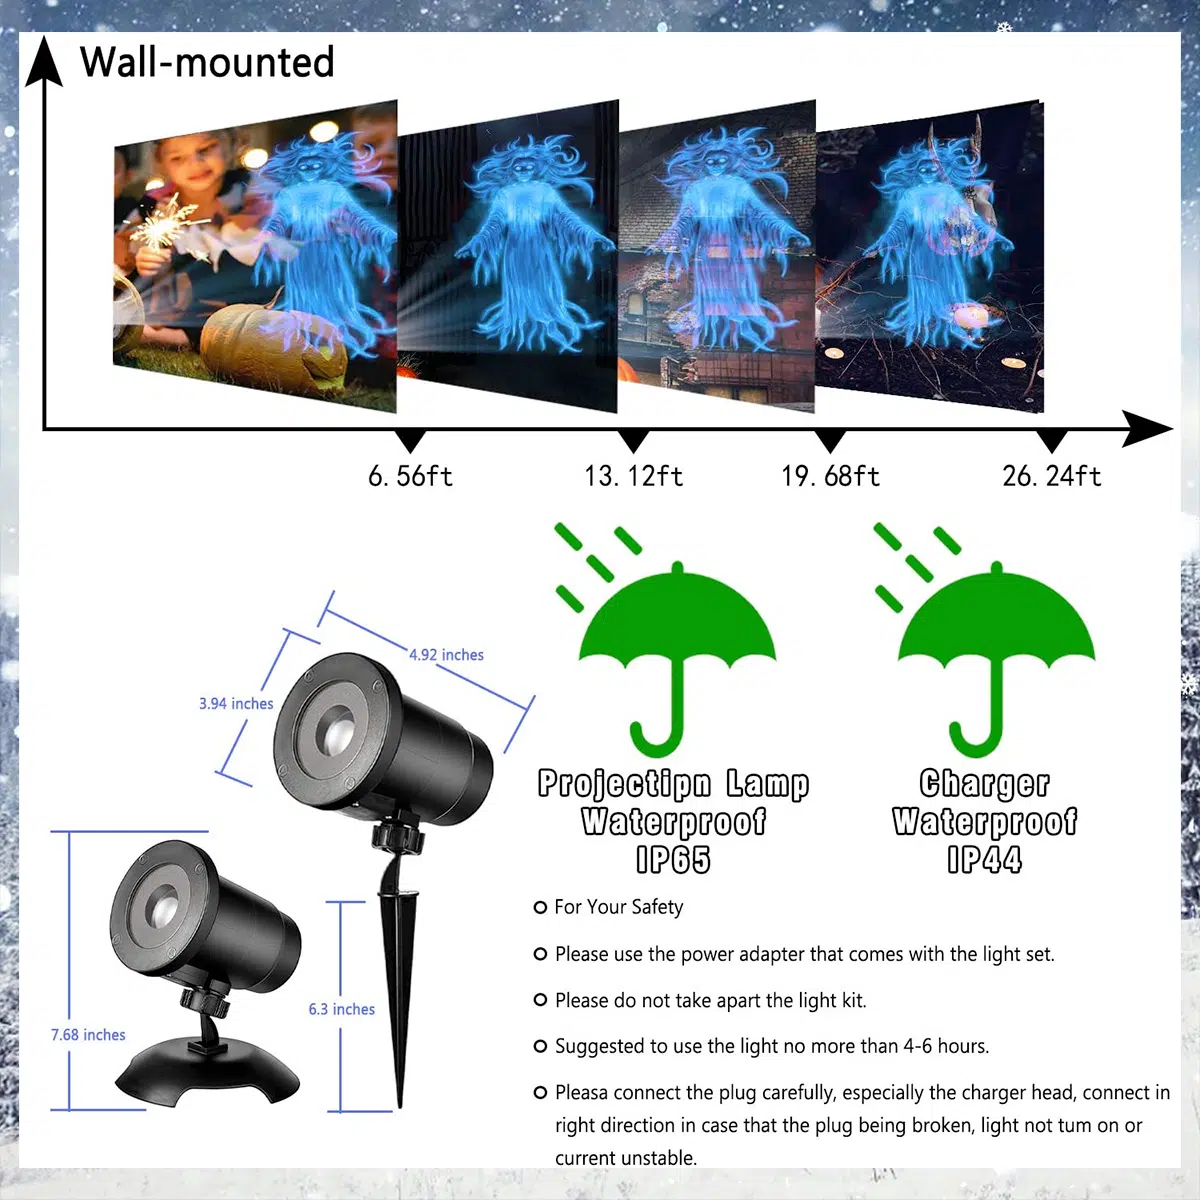 Wall-mounted
6.56ft
13.12ft
19.68ft
26.24ft
4.92 inches
3.94 inches
7.68 inches
6.3 inches
Projectipn Lamp
Waterproof
IP65
Charger
Waterproof
IP44
For Your Safety
Please use the power adapter that comes with the light set.
Please do not take apart the light kit.
Suggested to use the light no more than 4-6 hours.
Pleasa connect the plug carefully, especially the charger head, connect in
right direction in case that the plug being broken, light not tum on or
current unstable.